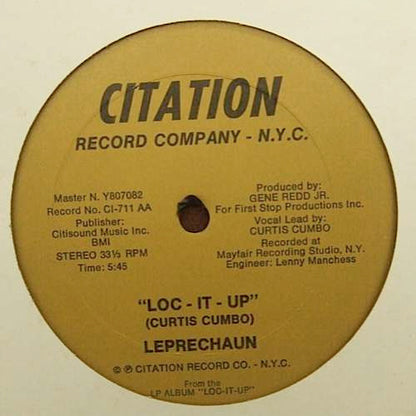 CITATION
RECORD COMPANY - N.Y.C.
Master N. Y807082
Record No. CI-711 AA
Publisher:
Citisound Music Inc.
BMI
STEREO 33⅓ RPM
Time: 5:45
Produced by:
GENE REDD JR.
For First Stop Productions Inc.
Vocal Lead by:
CURTIS CUMBO
Recorded at
Mayfair Recording Studio, N.Y.
Engineer: Lenny Manchess
"LOC - IT - UP"
(CURTIS CUMBO)
LEPRECHAUN
© ℗ CITATION RECORD CO. - N.Y.C.
From the
LP ALBUM "LOC-IT-UP"